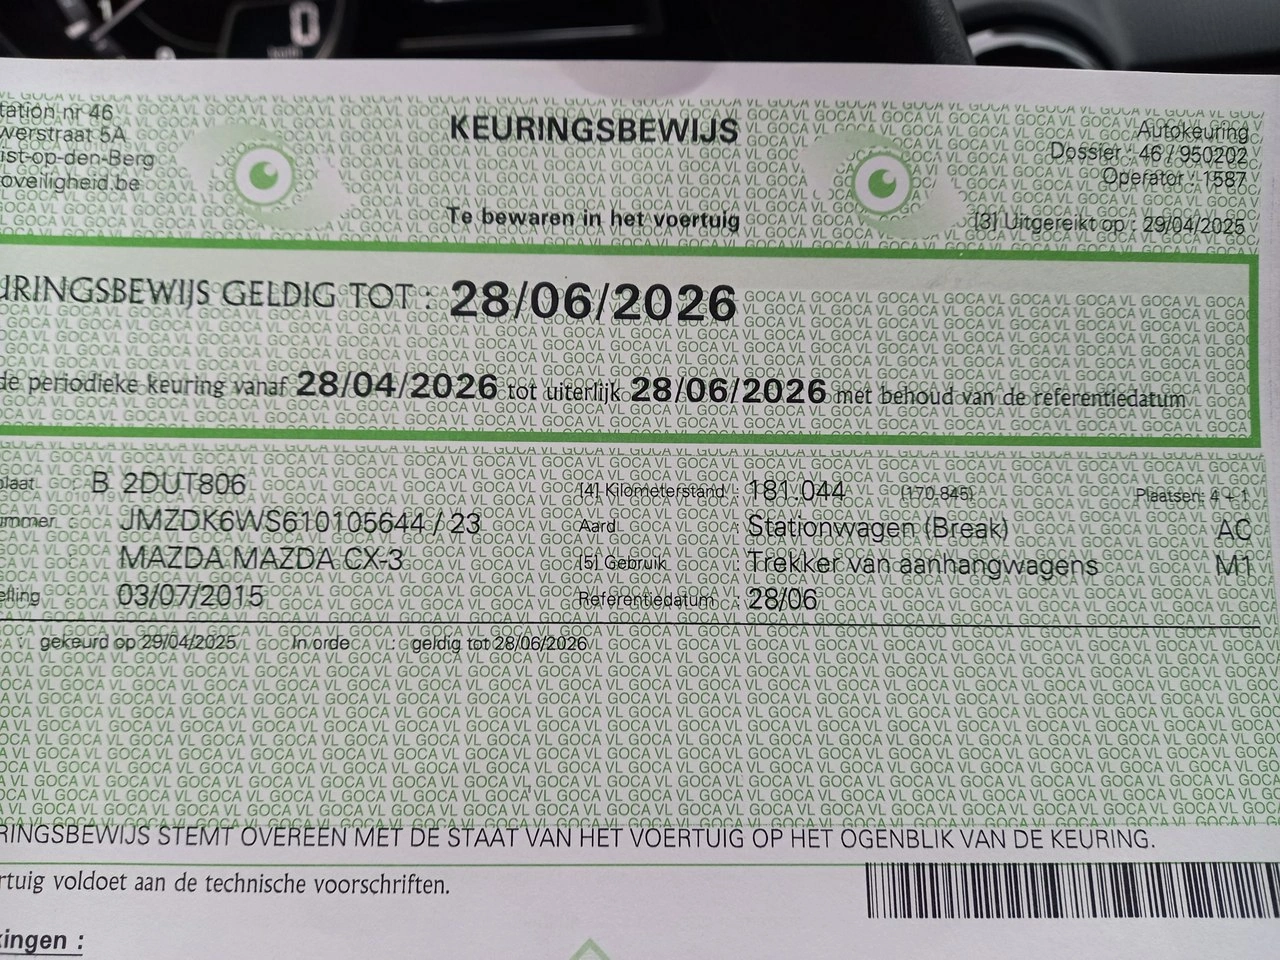 tation nr 46
werstraat 5A
ist-op-den-Berg
oveiligheid.be
KEURINGSBEWIJS
Te bewaren in het voertuig
Autokeuring
Dossier : 46 / 950202
Operator : 1587
[3] Uitgereikt op : 29/04/2025
URINGSBEWIJS GELDIG TOT : 28/06/2026
de periodieke keuring vanaf 28/04/2026 tot uiterlijk 28/06/2026 met behoud van de referentiedatum
plaat B 2DUT806 [4] Kilometerstand : 181.044 (170.845) Plaatsen: 4 + 1
ummer JMZDK6WS610105644 / 23 Aard : Stationwagen (Break) AC
MAZDA MAZDA CX-3 [5] Gebruik : Trekker van aanhangwagens M1
elling 03/07/2015 Referentiedatum : 28/06
gekeurd op 29/04/2025 In orde : geldig tot 28/06/2026
RINGSBEWIJS STEMT OVEREEN MET DE STAAT VAN HET VOERTUIG OP HET OGENBLIK VAN DE KEURING.
rtuig voldoet aan de technische voorschriften.
kingen :